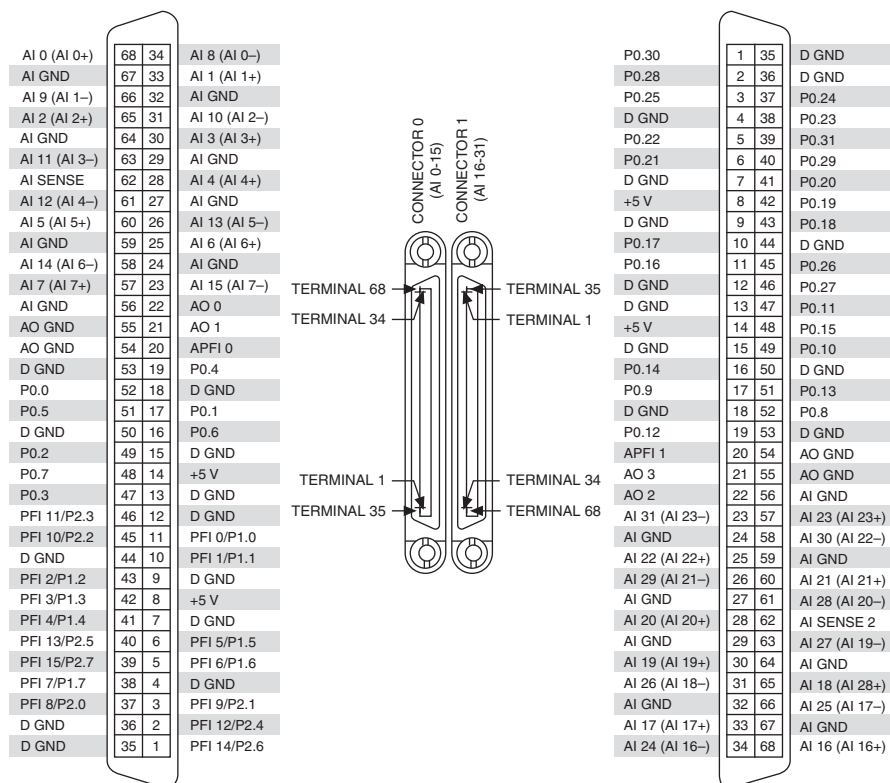 AI 0 (AI 0+) 68 34 AI 8 (AI 0–)
AI GND 67 33 AI 1 (AI 1+)
AI 9 (AI 1–) 66 32 AI GND
AI 2 (AI 2+) 65 31 AI 10 (AI 2–)
AI GND 64 30 AI 3 (AI 3+)
AI 11 (AI 3–) 63 29 AI GND
AI SENSE 62 28 AI 4 (AI 4+)
AI 12 (AI 4–) 61 27 AI GND
AI 5 (AI 5+) 60 26 AI 13 (AI 5–)
AI GND 59 25 AI 6 (AI 6+)
AI 14 (AI 6–) 58 24 AI GND
AI 7 (AI 7+) 57 23 AI 15 (AI 7–)
AI GND 56 22 AO 0
AO GND 55 21 AO 1
AO GND 54 20 APFI 0
D GND 53 19 P0.4
P0.0 52 18 D GND
P0.5 51 17 P0.1
D GND 50 16 P0.6
P0.2 49 15 D GND
P0.7 48 14 +5 V
P0.3 47 13 D GND
PFI 11/P2.3 46 12 D GND
PFI 10/P2.2 45 11 PFI 0/P1.0
D GND 44 10 PFI 1/P1.1
PFI 2/P1.2 43 9 D GND
PFI 3/P1.3 42 8 +5 V
PFI 4/P1.4 41 7 D GND
PFI 13/P2.5 40 6 PFI 5/P1.5
PFI 15/P2.7 39 5 PFI 6/P1.6
PFI 7/P1.7 38 4 D GND
PFI 8/P2.0 37 3 PFI 9/P2.1
D GND 36 2 PFI 12/P2.4
D GND 35 1 PFI 14/P2.6
CONNECTOR 0
(AI 0-15)
CONNECTOR 1
(AI 16-31)
TERMINAL 68
TERMINAL 34
TERMINAL 35
TERMINAL 1
TERMINAL 1
TERMINAL 35
TERMINAL 34
TERMINAL 68
P0.30 1 35 D GND
P0.28 2 36 D GND
P0.25 3 37 P0.24
D GND 4 38 P0.23
P0.22 5 39 P0.31
P0.21 6 40 P0.29
D GND 7 41 P0.20
+5 V 8 42 P0.19
D GND 9 43 P0.18
P0.17 10 44 D GND
P0.16 11 45 P0.26
D GND 12 46 P0.27
D GND 13 47 P0.11
+5 V 14 48 P0.15
D GND 15 49 P0.10
P0.14 16 50 D GND
P0.9 17 51 P0.13
D GND 18 52 P0.8
P0.12 19 53 D GND
APFI 1 20 54 AO GND
AO 3 21 55 AO GND
AO 2 22 56 AI GND
AI 31 (AI 23–) 23 57 AI 23 (AI 23+)
AI GND 24 58 AI 30 (AI 22–)
AI 22 (AI 22+) 25 59 AI GND
AI 29 (AI 21–) 26 60 AI 21 (AI 21+)
AI GND 27 61 AI 28 (AI 20–)
AI 20 (AI 20+) 28 62 AI SENSE 2
AI GND 29 63 AI 27 (AI 19–)
AI 19 (AI 19+) 30 64 AI GND
AI 26 (AI 18–) 31 65 AI 18 (AI 28+)
AI GND 32 66 AI 25 (AI 17–)
AI 17 (AI 17+) 33 67 AI GND
AI 24 (AI 16–) 34 68 AI 16 (AI 16+)